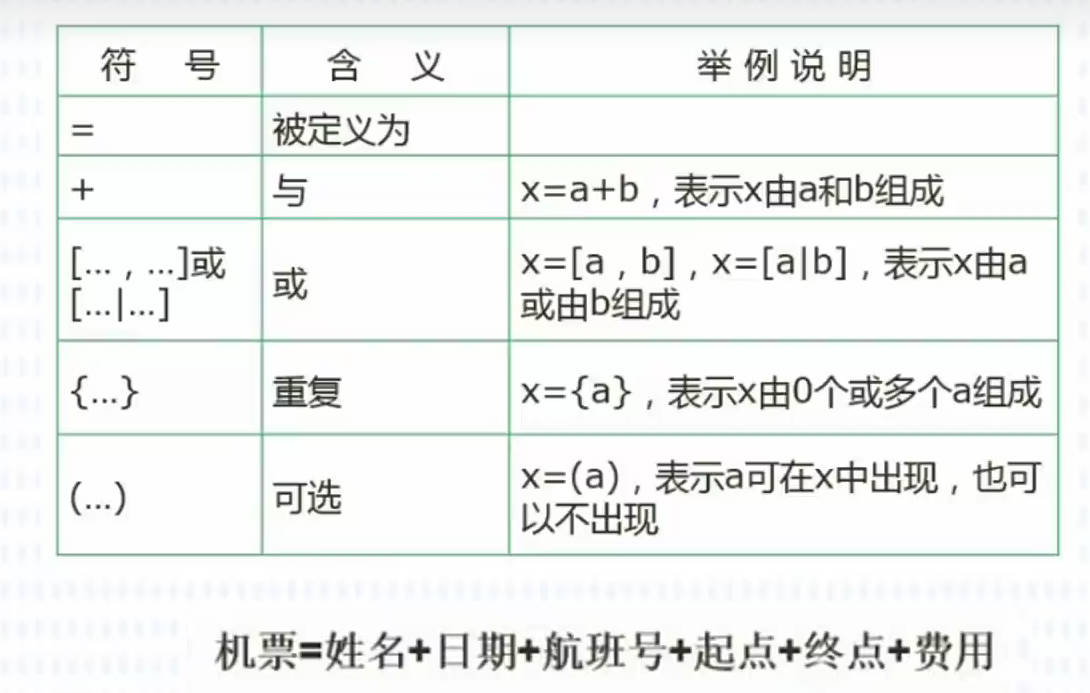 符 号 含 义 举例说明
= 被定义为
+ 与 x=a+b，表示x由a和b组成
[...，...]或
[...|...]
或
x=[a，b]，x=[a|b]，表示x由a
或由b组成
{...} 重复 x={a}，表示x由0个或多个a组成
(...) 可选
x=(a)，表示a可在x中出现，也可
以不出现
机票=姓名+日期+航班号+起点+终点+费用